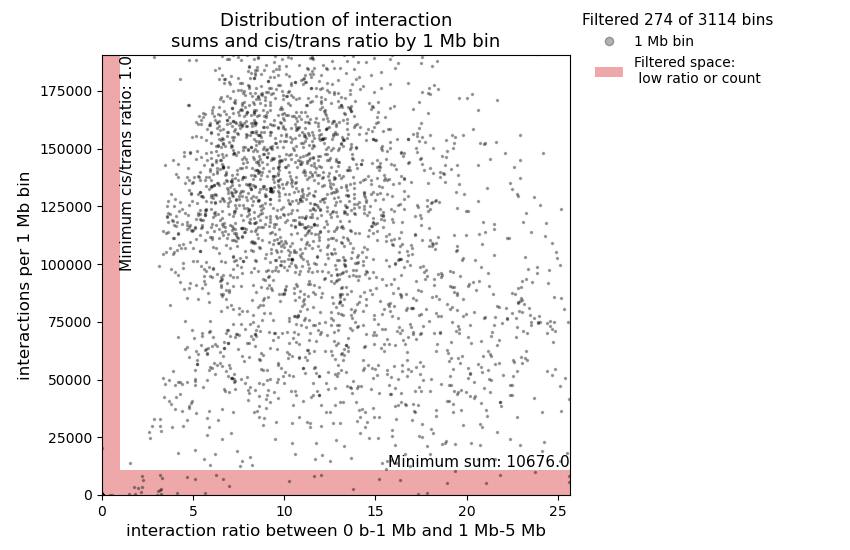 Distribution of interaction
sums and cis/trans ratio by 1 Mb bin
Filtered 274 of 3114 bins
1 Mb bin
Filtered space:
low ratio or count
interactions per 1 Mb bin
175000
150000
125000
100000
75000
50000
25000
0
Minimum cis/trans ratio: 1.0
Minimum sum: 10676.0
0
5
10
15
20
25
interaction ratio between 0 b-1 Mb and 1 Mb-5 Mb